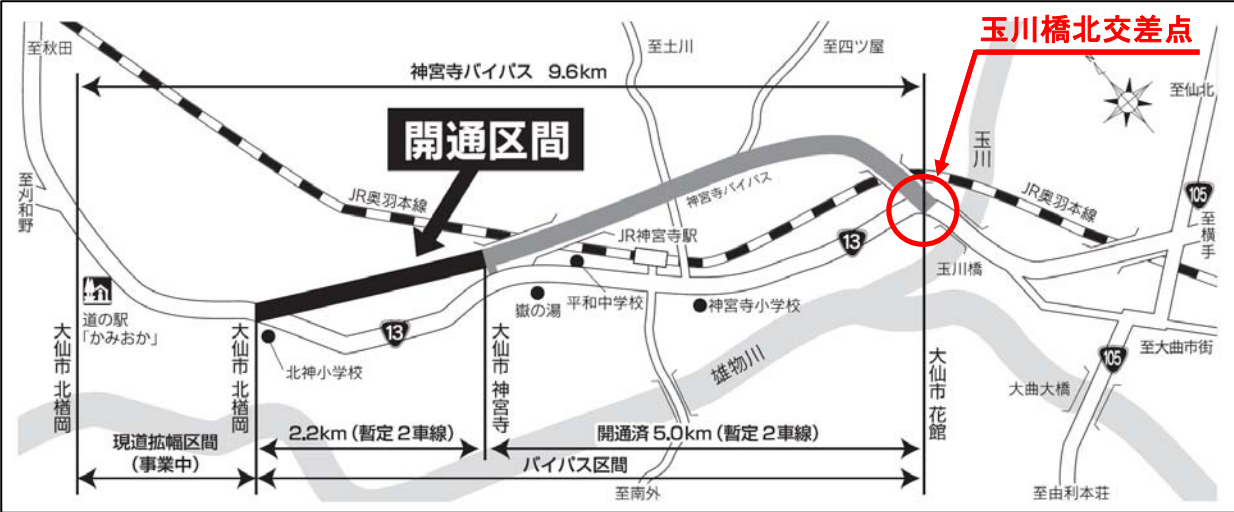 玉川橋北交差点
至秋田
至土川
至四ツ屋
神宮寺バイパス 9.6km
至仙北
開通区間
玉川
至刈和野
JR奥羽本線
神宮寺バイパス
JR奥羽本線
105
至横手
JR神宮寺駅
13
玉川橋
道の駅
「かみおか」
嶽の湯
平和中学校
神宮寺小学校
13
北神小学校
雄物川
至大曲市街
105
大曲大橋
大仙市 北楢岡
大仙市 北楢岡
大仙市 神宮寺
大仙市 花館
現道拡幅区間
(事業中)
2.2km(暫定2車線)
開通済5.0km(暫定2車線)
バイパス区間
至南外
至由利本荘